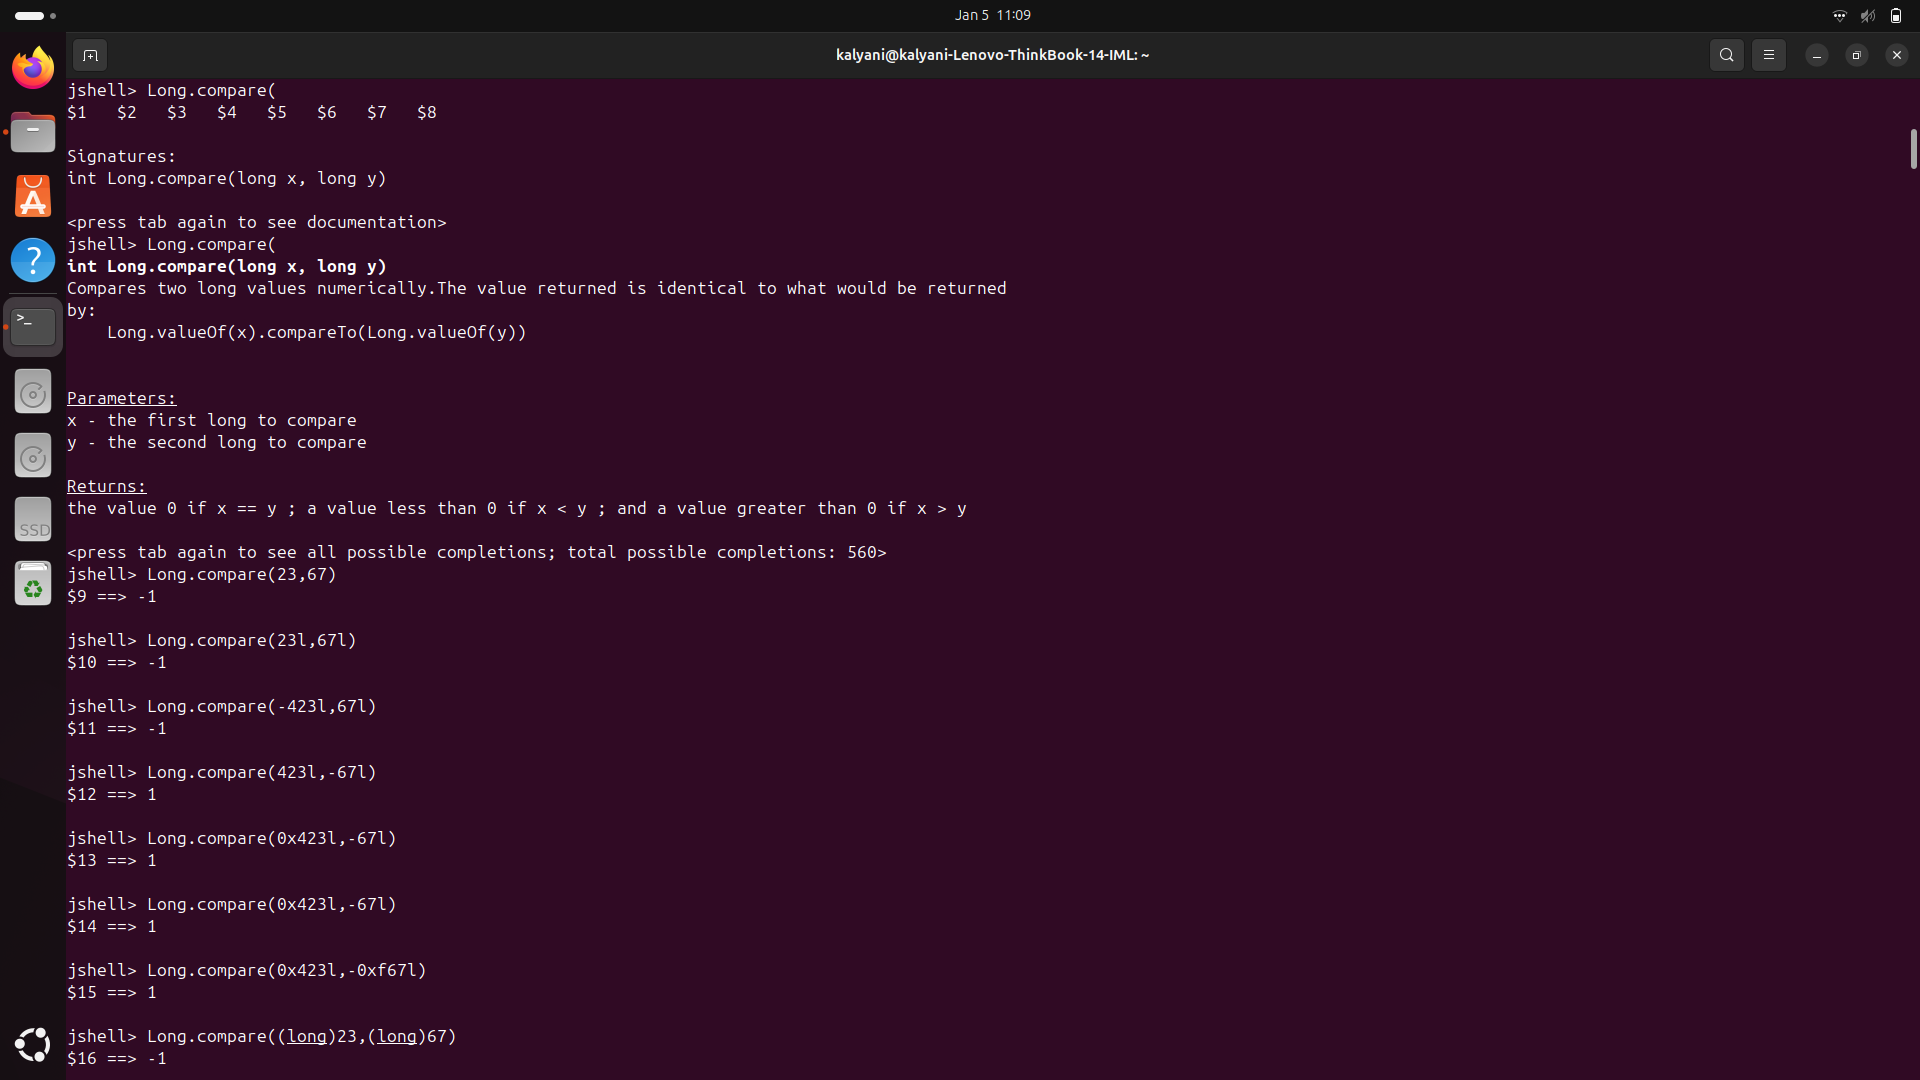 Jan 5 11:09
kalyani@kalyani-Lenovo-ThinkBook-14-IML: ~
jshell> Long.compare(
$1 $2 $3 $4 $5 $6 $7 $8
Signatures:
int Long.compare(long x, long y)
<press tab again to see documentation>
jshell> Long.compare(
int Long.compare(long x, long y)
Compares two long values numerically.The value returned is identical to what would be returned
by:
Long.valueOf(x).compareTo(Long.valueOf(y))
Parameters:
x - the first long to compare
y - the second long to compare
Returns:
the value 0 if x == y ; a value less than 0 if x < y ; and a value greater than 0 if x > y
<press tab again to see all possible completions; total possible completions: 560>
jshell> Long.compare(23,67)
$9 ==> -1
jshell> Long.compare(23l,67l)
$10 ==> -1
jshell> Long.compare(-423l,67l)
$11 ==> -1
jshell> Long.compare(423l,-67l)
$12 ==> 1
jshell> Long.compare(0x423l,-67l)
$13 ==> 1
jshell> Long.compare(0x423l,-67l)
$14 ==> 1
jshell> Long.compare(0x423l,-0xf67l)
$15 ==> 1
jshell> Long.compare((long)23,(long)67)
$16 ==> -1
SSD